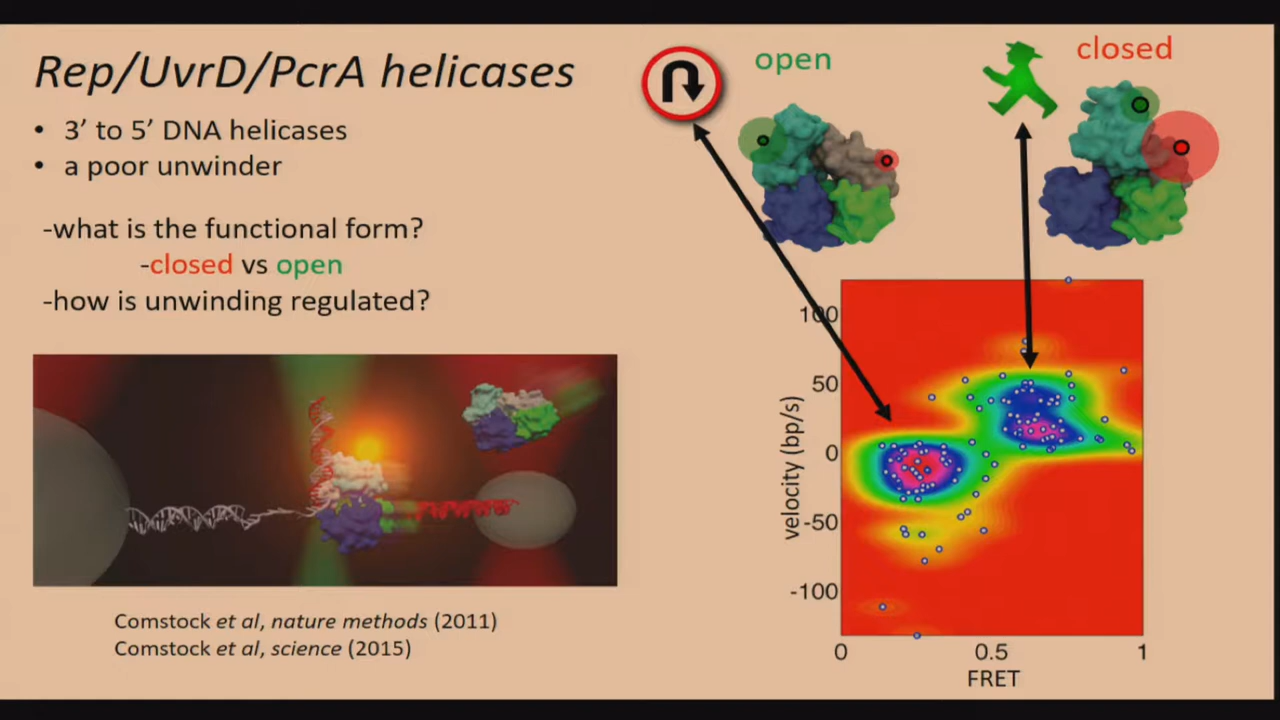 Rep/UvrD/PcrA helicases
• 3’ to 5’ DNA helicases
• a poor unwinder
-what is the functional form?
-closed vs open
-how is unwinding regulated?
Comstock et al, nature methods (2011)
Comstock et al, science (2015)
open
closed
100
50
0
-50
-100
velocity (bp/s)
0 0.5 1
FRET